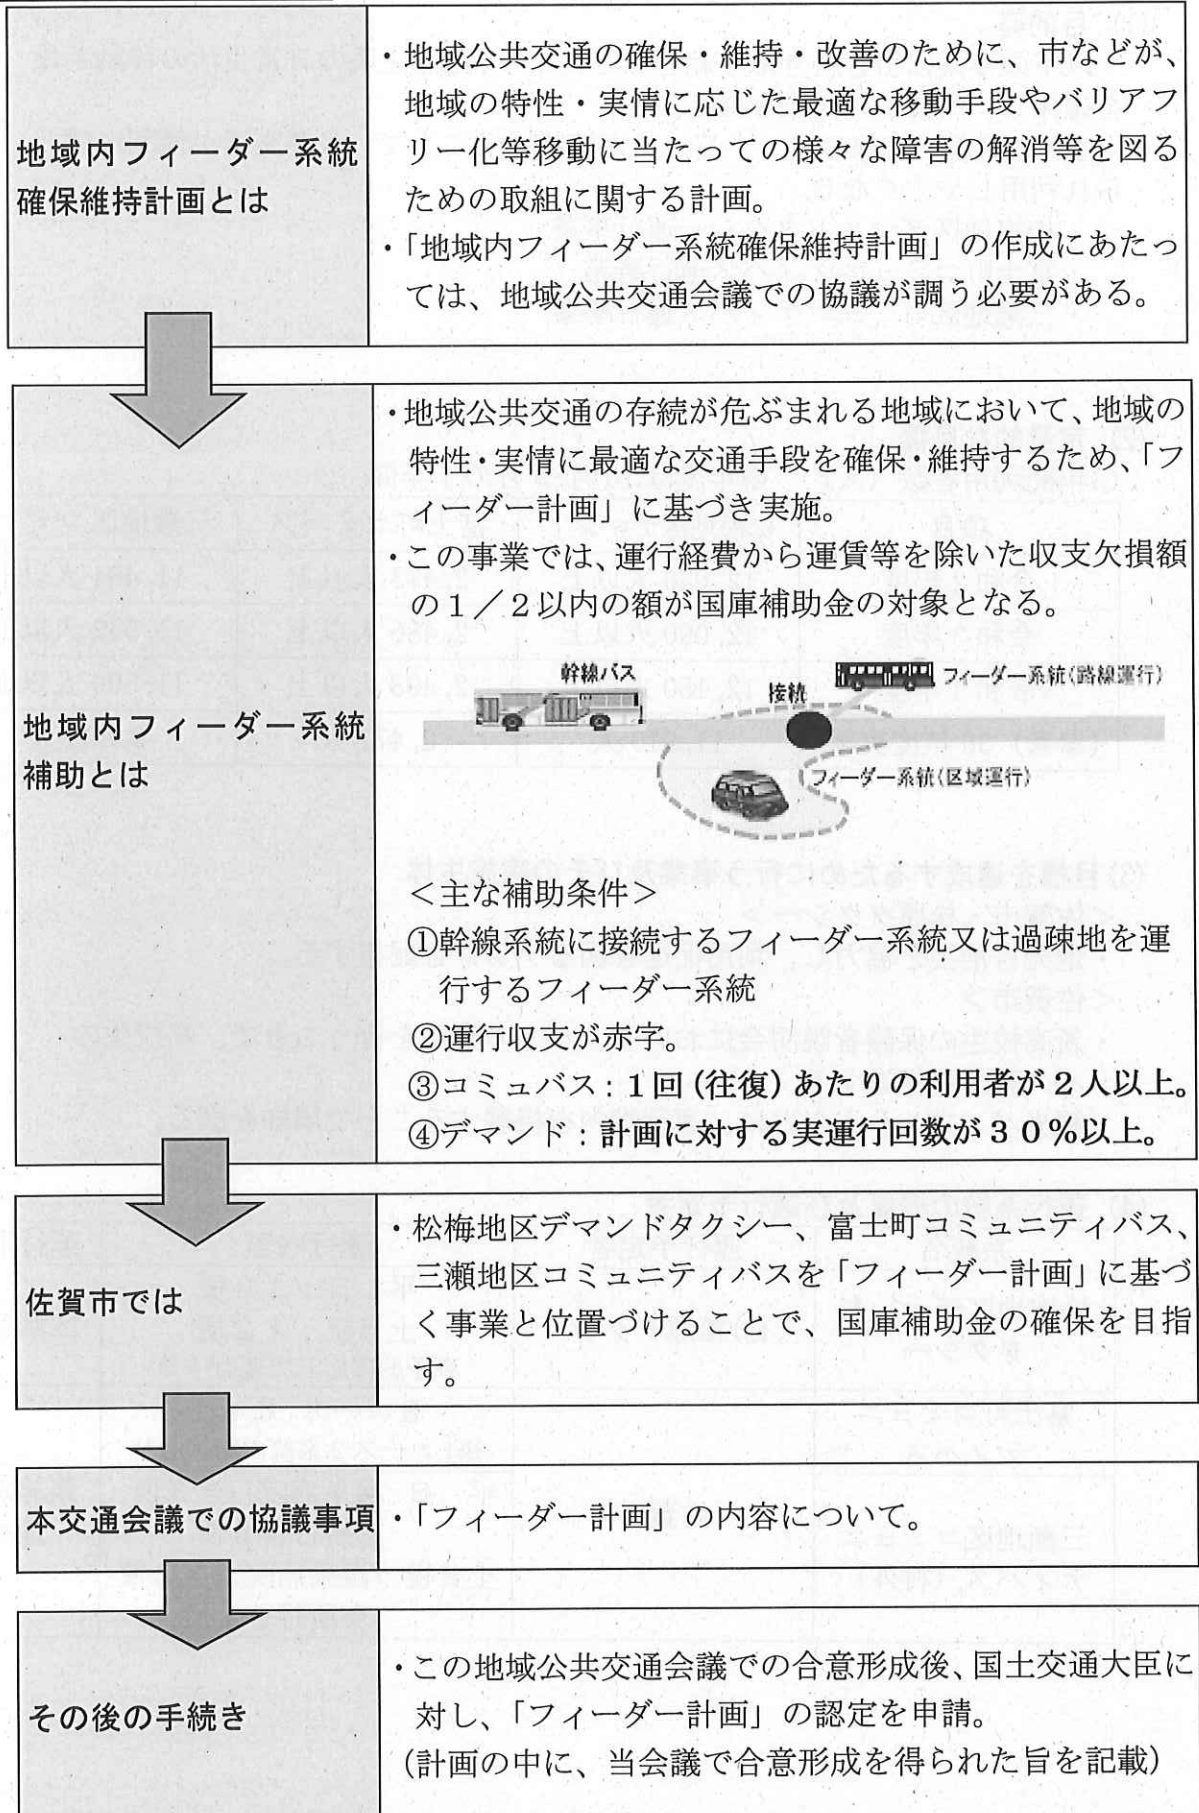 地域内フィーダー系統
確保維持計画とは
・地域公共交通の確保・維持・改善のために、市などが、
地域の特性・実情に応じた最適な移動手段やバリアフ
リー化等移動に当たっての様々な障害の解消等を図る
ための取組に関する計画。
・「地域内フィーダー系統確保維持計画」の作成にあたっ
ては、地域公共交通会議での協議が調う必要がある。
地域内フィーダー系統
補助とは
・地域公共交通の存続が危ぶまれる地域において、地域の
特性・実情に最適な交通手段を確保・維持するため、「フ
ィーダー計画」に基づき実施。
・この事業では、運行経費から運賃等を除いた収支欠損額
の１／２以内の額が国庫補助金の対象となる。
幹線バス
接続
フィーダー系統(路線運行)
フィーダー系統(区域運行)
＜主な補助条件＞
①幹線系統に接続するフィーダー系統又は過疎地を運
行するフィーダー系統
②運行収支が赤字。
③コミュバス：１回（往復）あたりの利用者が２人以上。
④デマンド：計画に対する実運行回数が３０％以上。
佐賀市では
・松梅地区デマンドタクシー、富士町コミュニティバス、
三瀬地区コミュニティバスを「フィーダー計画」に基づ
く事業と位置づけることで、国庫補助金の確保を目指
す。
本交通会議での協議事項
・「フィーダー計画」の内容について。
その後の手続き
・この地域公共交通会議での合意形成後、国土交通大臣に
対し、「フィーダー計画」の認定を申請。
（計画の中に、当会議で合意形成を得られた旨を記載）